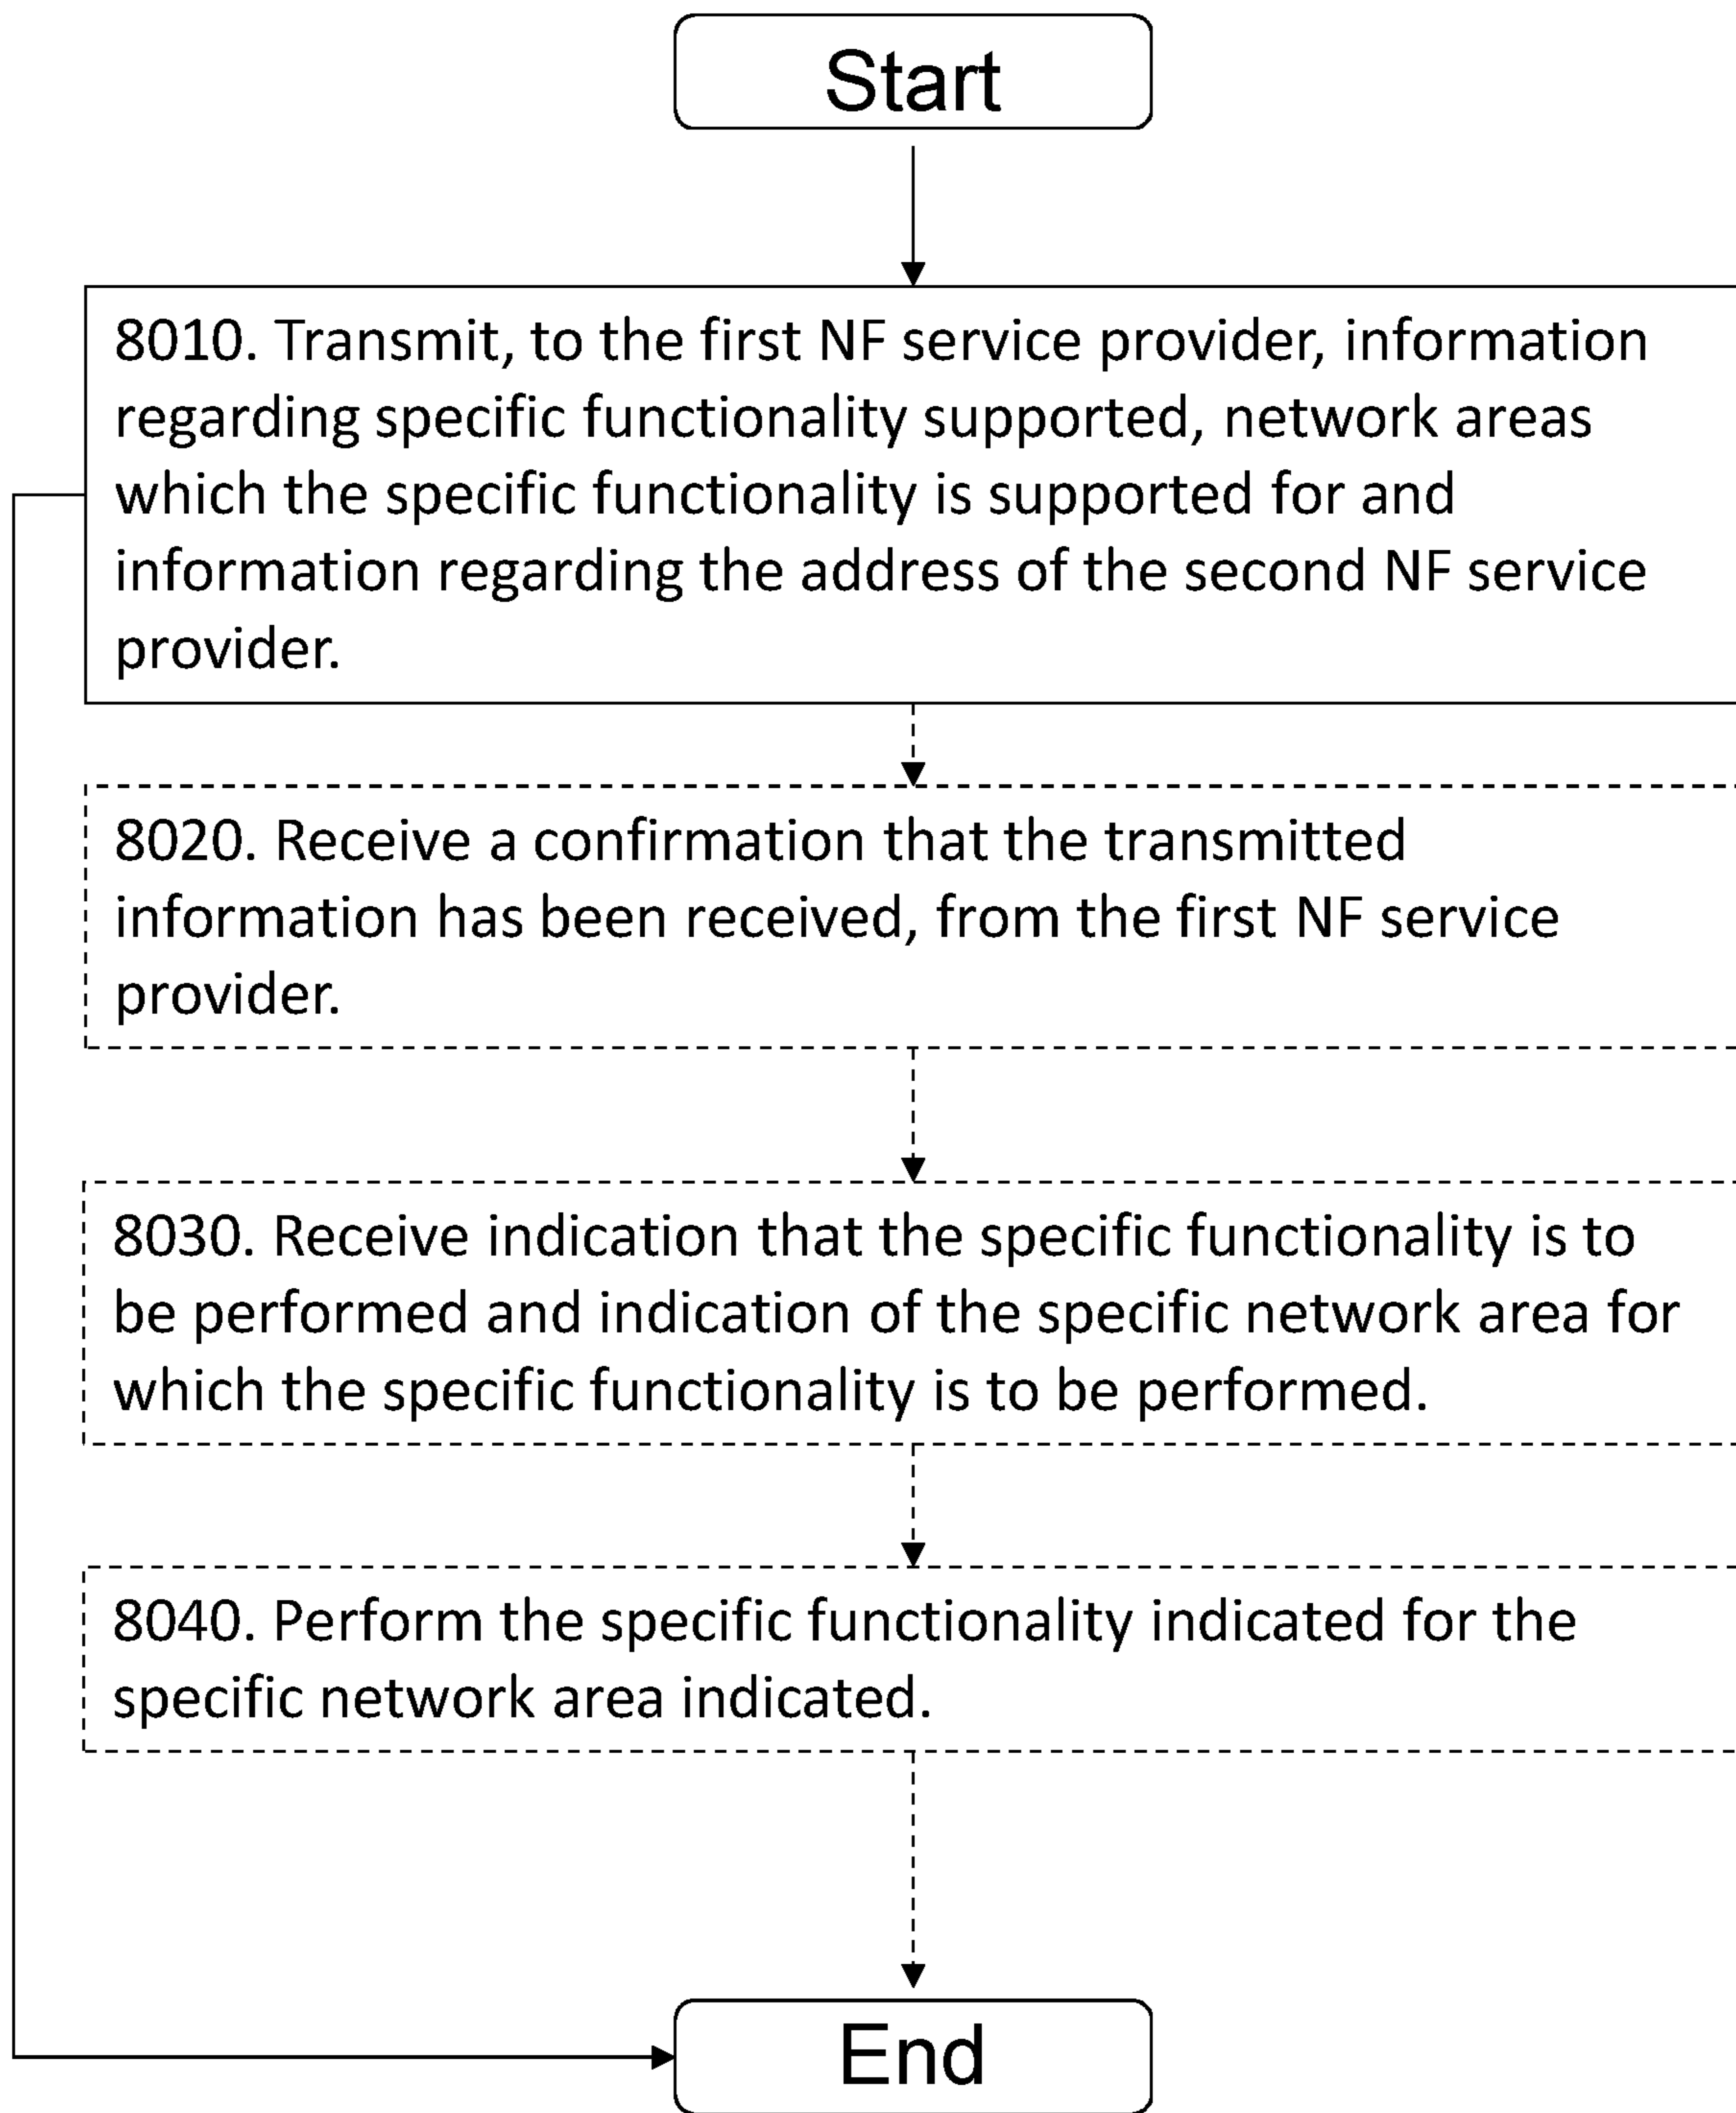 Start
8010. Transmit, to the first NF service provider, information
regarding specific functionality supported, network areas
which the specific functionality is supported for and
information regarding the address of the second NF service
provider.
8020. Receive a confirmation that the transmitted
information has been received, from the first NF service
provider.
8030. Receive indication that the specific functionality is to
be performed and indication of the specific network area for
which the specific functionality is to be performed.
8040. Perform the specific functionality indicated for the
specific network area indicated.
End